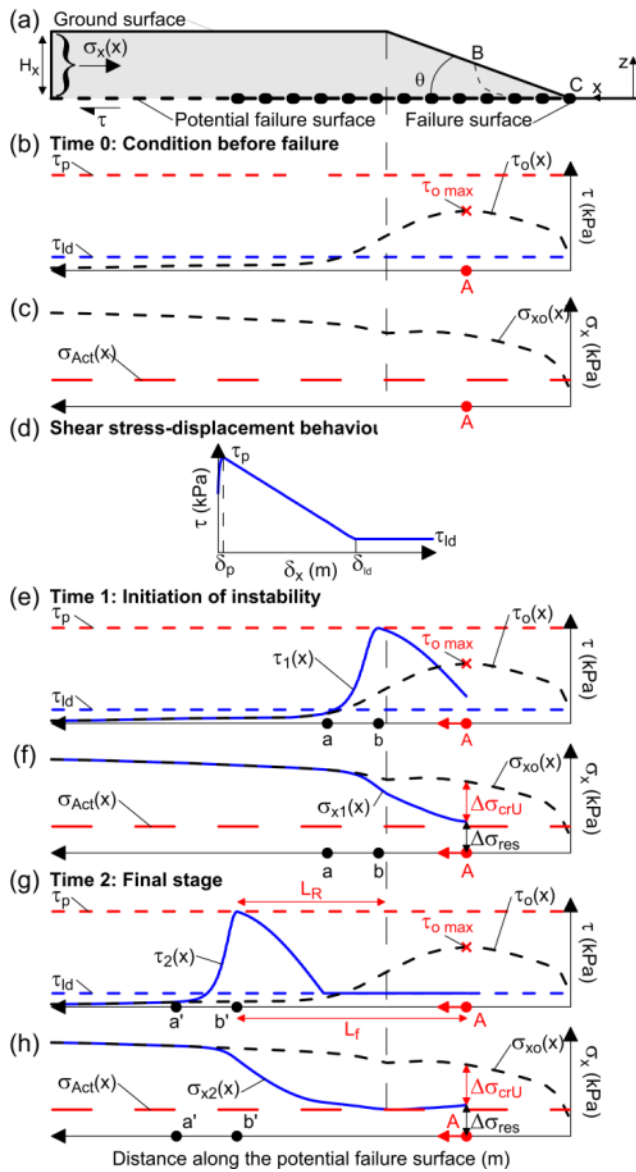 (a) Ground surface
Hx σx(x) B z
θ C x
τ Potential failure surface Failure surface
(b) Time 0: Condition before failure
τp τo(x)
τo max τ (kPa)
τld
A
(c)
σxo(x) σx (kPa)
σAct(x)
A
(d) Shear stress-displacement behaviou
τp
τ (kPa)
τld
δp δx (m) δld
(e) Time 1: Initiation of instability
τp τo(x)
τo max τ (kPa)
τ1(x)
τld
a b A
(f)
σxo(x) σx (kPa)
σAct(x) σx1(x) ΔσcrU
Δσres
a b A
(g) Time 2: Final stage
τp LR τo(x)
τo max τ (kPa)
τ2(x)
τld
a' b' A
Lf
(h)
σxo(x) σx (kPa)
σAct(x) σx2(x) ΔσcrU
a' b' A Δσres
Distance along the potential failure surface (m)